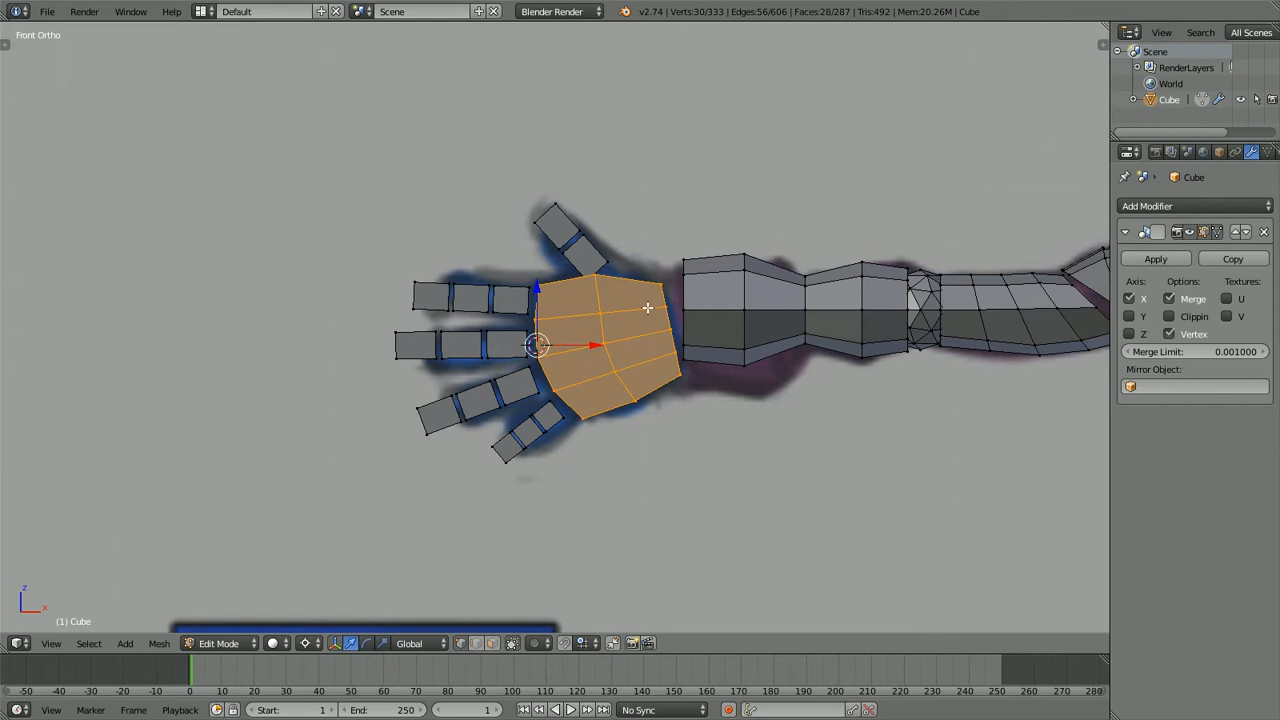 File Render Window Help Default Scene Blender Render v2.74 | Verts:30/333 | Edges:56/606 | Faces:28/287 | Tris:492 | Mem:20.26M | Cube
Front Ortho
View Search All Scenes
Scene
RenderLayers
World
Cube
Cube
Add Modifier
Apply Copy
Axis: Options: Textures:
X Merge U
Y Clippin V
Z Vertex
Merge Limit: 0.001000
Mirror Object:
z
x
(1) Cube
View Select Add Mesh Edit Mode Global
-50 -40 -30 -20 -10 0 10 20 30 40 50 60 70 80 90 100 110 120 130 140 150 160 170 180 190 200 210 220 230 240 250 260 270 280
View Marker Frame Playback Start: 1 End: 250 1 No Sync